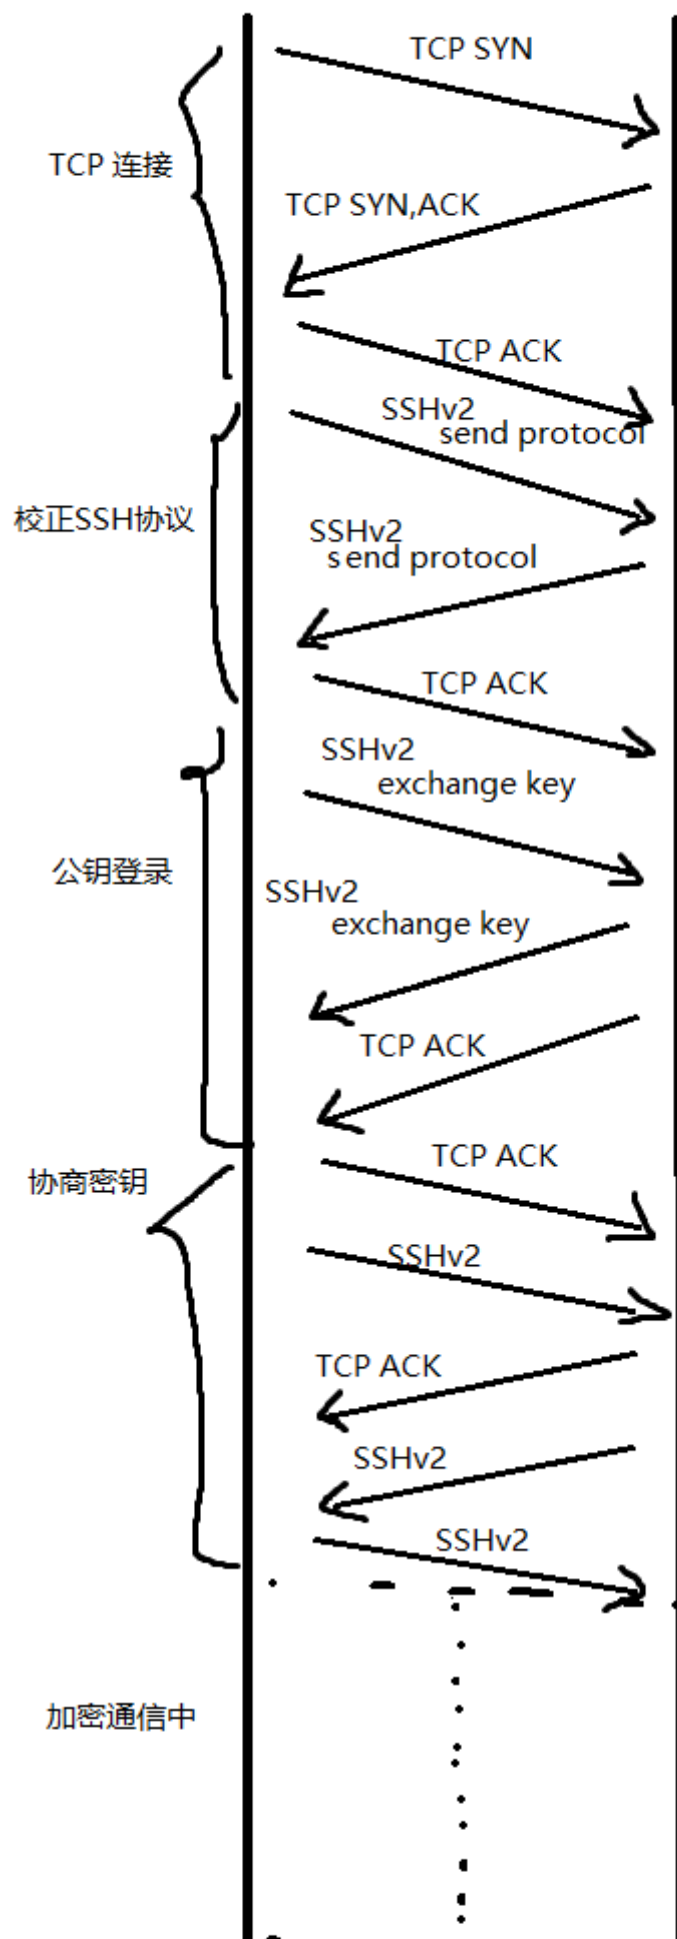 TCP SYN
TCP 连接
TCP SYN,ACK
TCP ACK
SSHv2
send protocol
校正SSH协议
SSHv2
send protocol
TCP ACK
SSHv2
exchange key
公钥登录
SSHv2
exchange key
TCP ACK
TCP ACK
协商密钥
SSHv2
TCP ACK
SSHv2
SSHv2
加密通信中